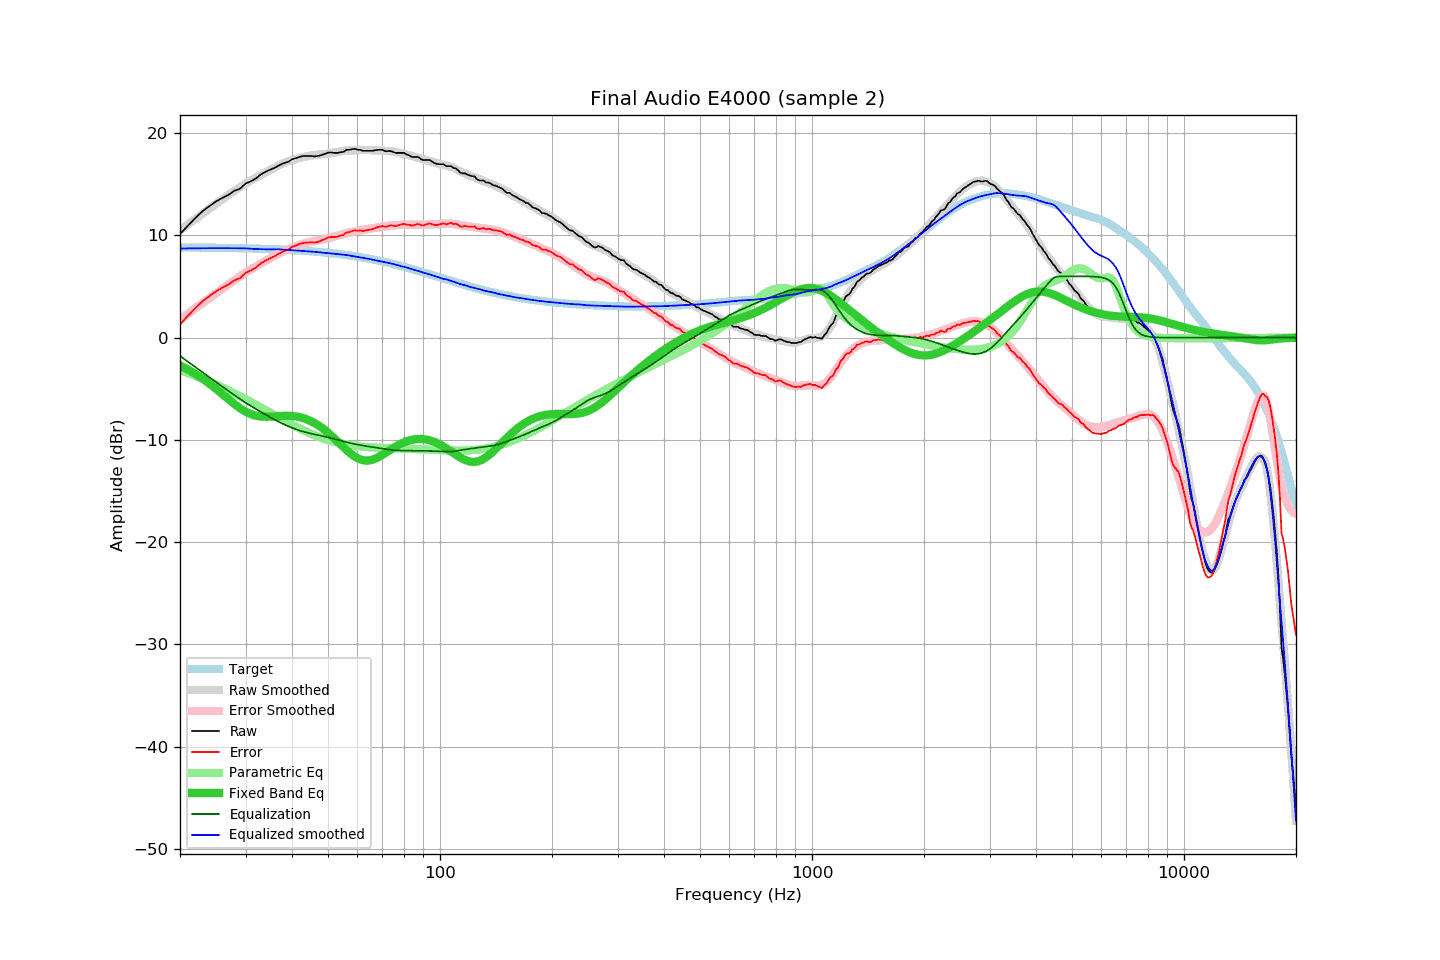 Final Audio E4000 (sample 2)
20
10
0
−10
−20
−30
−40
−50
Amplitude (dBr)
Target
Raw Smoothed
Error Smoothed
Raw
Error
Parametric Eq
Fixed Band Eq
Equalization
Equalized smoothed
100
1000
10000
Frequency (Hz)